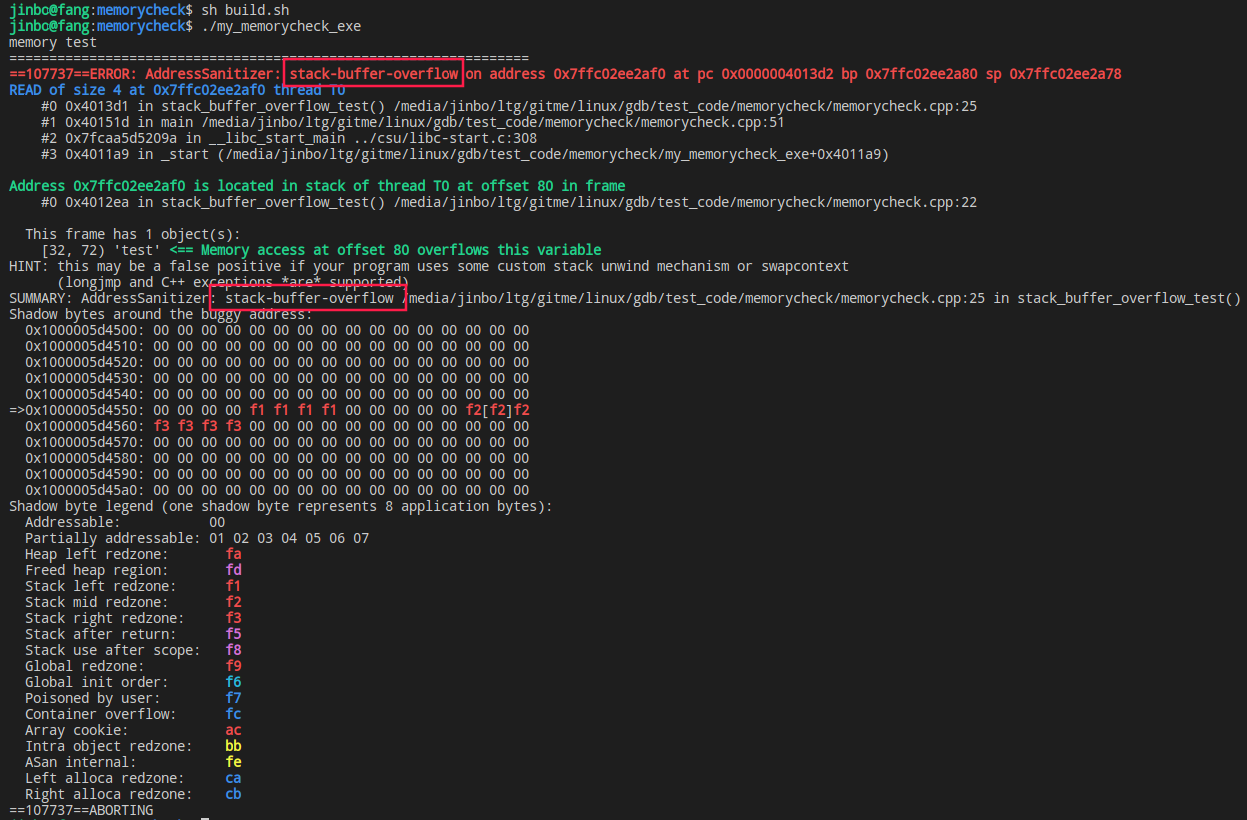 jinbo@fang:memorycheck$ sh build.sh
jinbo@fang:memorycheck$ ./my_memorycheck_exe
memory test
=================================================================
==107737==ERROR: AddressSanitizer: stack-buffer-overflow on address 0x7ffc02ee2af0 at pc 0x0000004013d2 bp 0x7ffc02ee2a80 sp 0x7ffc02ee2a78
READ of size 4 at 0x7ffc02ee2af0 thread T0
    #0 0x4013d1 in stack_buffer_overflow_test() /media/jinbo/ltg/gitme/linux/gdb/test_code/memorycheck/memorycheck.cpp:25
    #1 0x40151d in main /media/jinbo/ltg/gitme/linux/gdb/test_code/memorycheck/memorycheck.cpp:51
    #2 0x7fcaa5d5209a in __libc_start_main ../csu/libc-start.c:308
    #3 0x4011a9 in _start (/media/jinbo/ltg/gitme/linux/gdb/test_code/memorycheck/my_memorycheck_exe+0x4011a9)
Address 0x7ffc02ee2af0 is located in stack of thread T0 at offset 80 in frame
    #0 0x4012ea in stack_buffer_overflow_test() /media/jinbo/ltg/gitme/linux/gdb/test_code/memorycheck/memorycheck.cpp:22
  This frame has 1 object(s):
    [32, 72) 'test' <== Memory access at offset 80 overflows this variable
HINT: this may be a false positive if your program uses some custom stack unwind mechanism or swapcontext
      (longjmp and C++ exceptions *are* supported)
SUMMARY: AddressSanitizer: stack-buffer-overflow /media/jinbo/ltg/gitme/linux/gdb/test_code/memorycheck/memorycheck.cpp:25 in stack_buffer_overflow_test()
Shadow bytes around the buggy address:
  0x1000005d4500: 00 00 00 00 00 00 00 00 00 00 00 00 00 00 00 00
  0x1000005d4510: 00 00 00 00 00 00 00 00 00 00 00 00 00 00 00 00
  0x1000005d4520: 00 00 00 00 00 00 00 00 00 00 00 00 00 00 00 00
  0x1000005d4530: 00 00 00 00 00 00 00 00 00 00 00 00 00 00 00 00
  0x1000005d4540: 00 00 00 00 00 00 00 00 00 00 00 00 00 00 00 00
=>0x1000005d4550: 00 00 00 00 f1 f1 f1 f1 00 00 00 00 00 f2[f2]f2
  0x1000005d4560: f3 f3 f3 f3 00 00 00 00 00 00 00 00 00 00 00 00
  0x1000005d4570: 00 00 00 00 00 00 00 00 00 00 00 00 00 00 00 00
  0x1000005d4580: 00 00 00 00 00 00 00 00 00 00 00 00 00 00 00 00
  0x1000005d4590: 00 00 00 00 00 00 00 00 00 00 00 00 00 00 00 00
  0x1000005d45a0: 00 00 00 00 00 00 00 00 00 00 00 00 00 00 00 00
Shadow byte legend (one shadow byte represents 8 application bytes):
  Addressable:           00
  Partially addressable: 01 02 03 04 05 06 07
  Heap left redzone:       fa
  Freed heap region:       fd
  Stack left redzone:      f1
  Stack mid redzone:       f2
  Stack right redzone:     f3
  Stack after return:      f5
  Stack use after scope:   f8
  Global redzone:          f9
  Global init order:       f6
  Poisoned by user:        f7
  Container overflow:      fc
  Array cookie:            ac
  Intra object redzone:    bb
  ASan internal:           fe
  Left alloca redzone:     ca
  Right alloca redzone:    cb
==107737==ABORTING